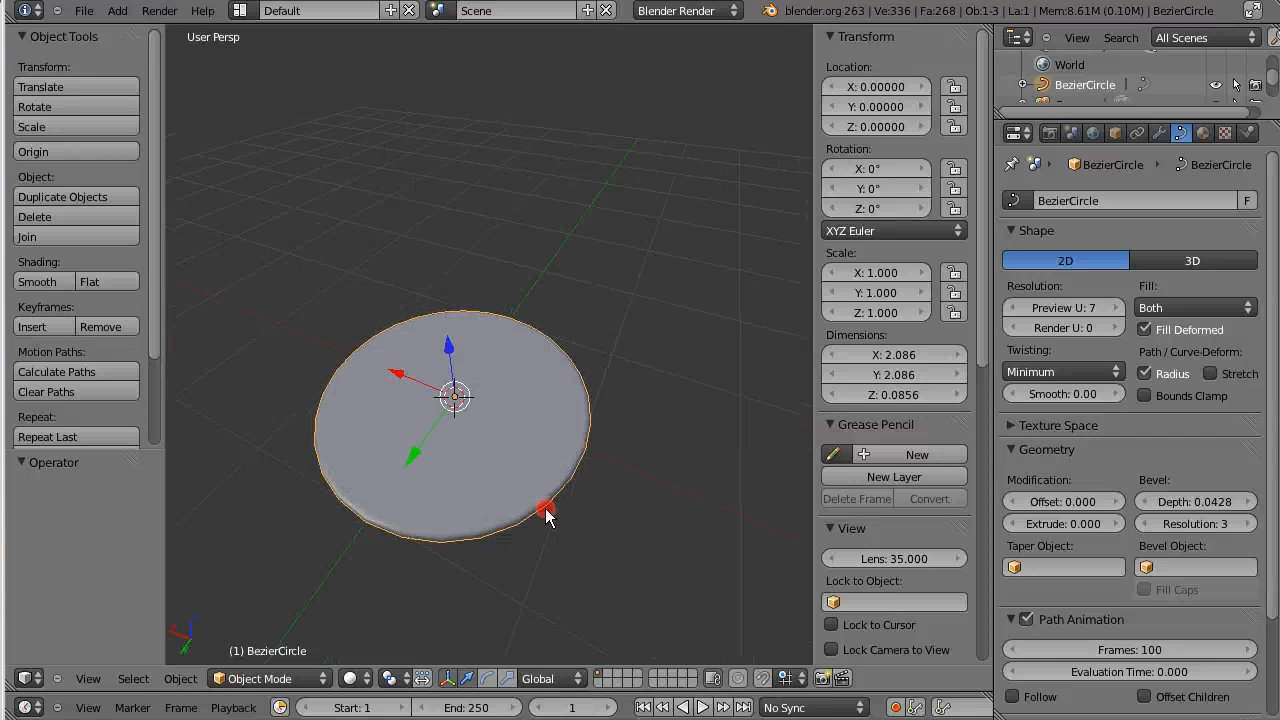 File Add Render Help Default Scene Blender Render blender.org 263 | Ve:336 | Fa:268 | Ob:1-3 | La:1 | Mem:8.61M (0.10M) | BezierCircle
Object Tools
Transform:
Translate
Rotate
Scale
Origin
Object:
Duplicate Objects
Delete
Join
Shading:
Smooth Flat
Keyframes:
Insert Remove
Motion Paths:
Calculate Paths
Clear Paths
Repeat:
Repeat Last
Operator
User Persp
(1) BezierCircle
Transform
Location:
X: 0.00000
Y: 0.00000
Z: 0.00000
Rotation:
X: 0°
Y: 0°
Z: 0°
XYZ Euler
Scale:
X: 1.000
Y: 1.000
Z: 1.000
Dimensions:
X: 2.086
Y: 2.086
Z: 0.0856
Grease Pencil
New
New Layer
Delete Frame Convert
View
Lens: 35.000
Lock to Object:
Lock to Cursor
Lock Camera to View
View Search All Scenes
World
BezierCircle
BezierCircle BezierCircle
BezierCircle F
Shape
2D 3D
Resolution: Fill:
Preview U: 7 Both
Render U: 0 Fill Deformed
Twisting: Path / Curve-Deform:
Minimum Radius Stretch
Smooth: 0.00 Bounds Clamp
Texture Space
Geometry
Modification: Bevel:
Offset: 0.000 Depth: 0.0428
Extrude: 0.000 Resolution: 3
Taper Object: Bevel Object:
Fill Caps
Path Animation
Frames: 100
Evaluation Time: 0.000
Follow Offset Children
View Select Object Object Mode Global
View Marker Frame Playback Start: 1 End: 250 1 No Sync